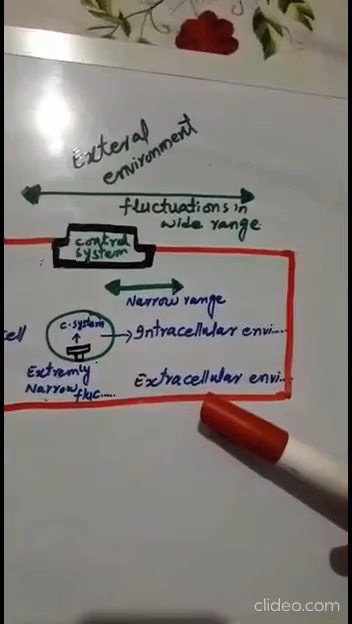 Exteral
environment
fluctuations in
wide range
control
system
Narrow range
c.system
cell
Intracellular envi.....
Extremly
Narrow
fluc.....
Extracellular envi...
clideo.com